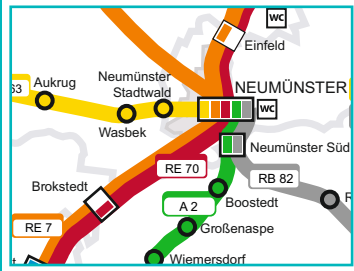 WC
Einfeld
63
Aukrug
Neumünster
Stadtwald
NEUMÜNSTER
WC
Wasbek
Neumünster Süd
RE 70
RB 82
Brokstedt
A 2
Boostedt
R
Großenaspe
RE 7
t
Wiemersdorf